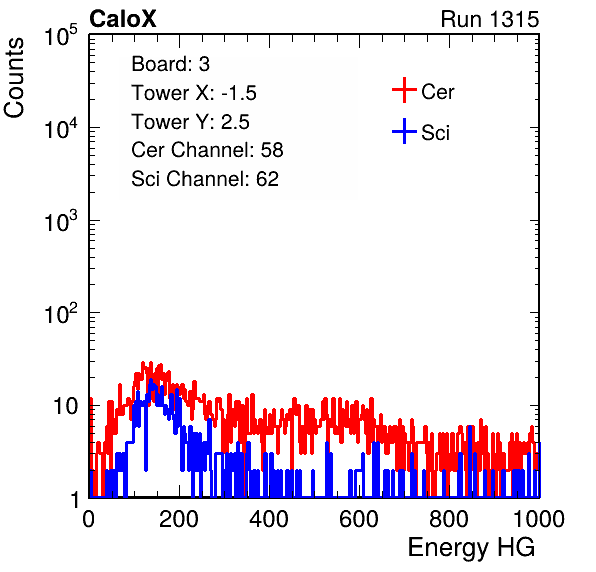 CaloX Run 1315
Counts
10^5
10^4
10^3
10^2
10
1
Board: 3
Tower X: -1.5
Tower Y: 2.5
Cer Channel: 58
Sci Channel: 62
Cer
Sci
0 200 400 600 800 1000
Energy HG